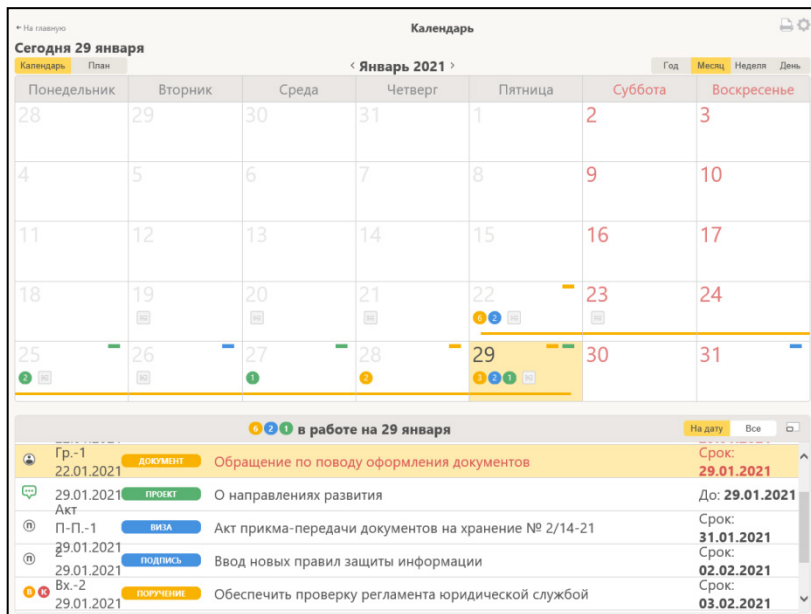 На главную
Календарь
Сегодня 29 января
Календарь План
< Январь 2021 >
Год Месяц Неделя День
Понедельник Вторник Среда Четверг Пятница Суббота Воскресенье
28 29 30 31 1 2 3
4 5 6 7 8 9 10
11 12 13 14 15 16 17
18 19 20 21 22 23 24
6 2
25 26 27 28 29 30 31
2 1 2 3 2 1
6 2 1 в работе на 29 января
На дату Все
Гр.-1
22.01.2021
ДОКУМЕНТ
Обращение по поводу оформления документов
Срок:
29.01.2021
29.01.2021
ПРОЕКТ
О направлениях развития
До: 29.01.2021
Акт
П-П.-1
29.01.2021
ВИЗА
Акт прикма-передачи документов на хранение № 2/14-21
Срок:
31.01.2021
2
29.01.2021
ПОДПИСЬ
Ввод новых правил защиты информации
Срок:
02.02.2021
В К
Вх.-2
29.01.2021
ПОРУЧЕНИЕ
Обеспечить проверку регламента юридической службой
Срок:
03.02.2021